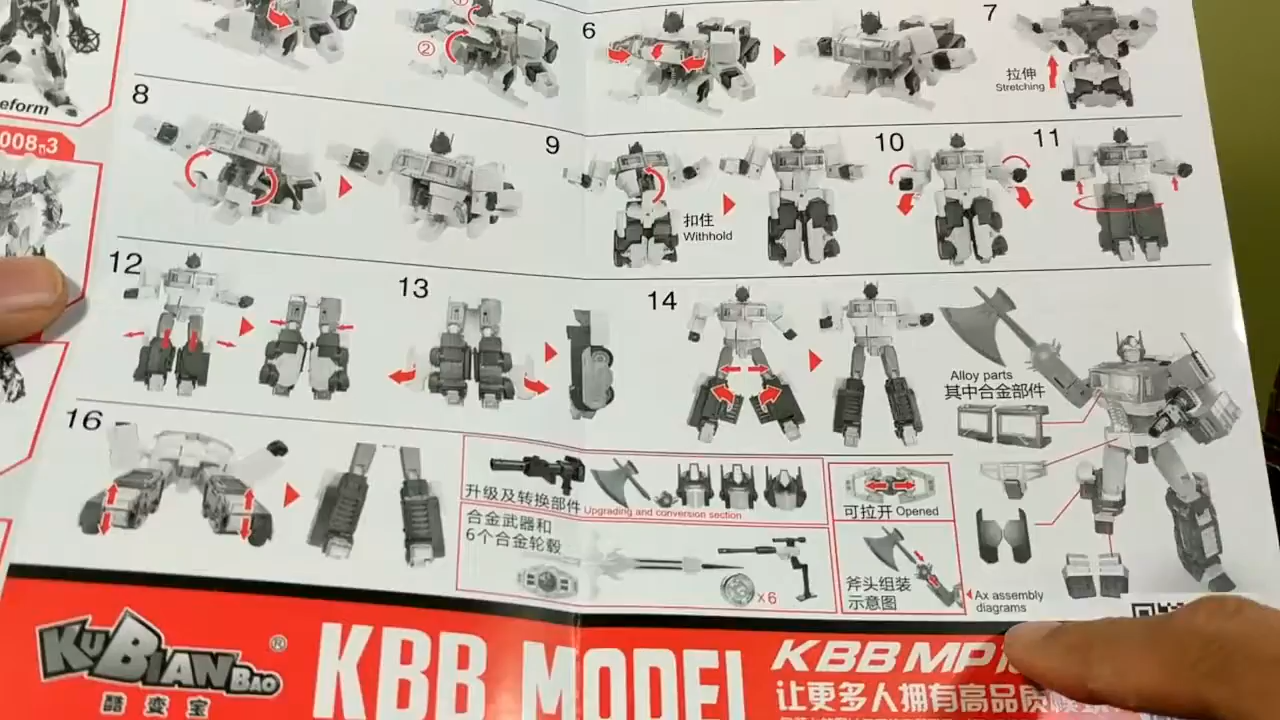 ①
②
6
7
拉伸
Stretching
eform
008
3
8
9
扣住
Withhold
10
11
12
13
14
Alloy parts
其中合金部件
16
升级及转换部件 Upgrading and conversion section
合金武器和
6个合金轮毂
x6
可拉开 Opened
斧头组装
示意图
Ax assembly
diagrams
KUBIANBAO ®
酷变宝
KBB MODEL
KBB MP
让更多人拥有高品质